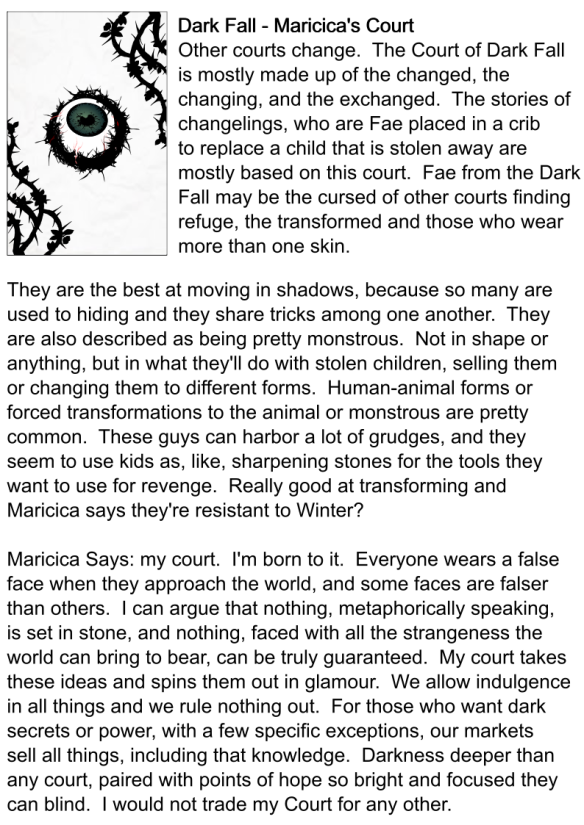 Dark Fall - Maricica's Court
Other courts change.  The Court of Dark Fall
is mostly made up of the changed, the
changing, and the exchanged.  The stories of
changelings, who are Fae placed in a crib
to replace a child that is stolen away are
mostly based on this court.  Fae from the Dark
Fall may be the cursed of other courts finding
refuge, the transformed and those who wear
more than one skin.
They are the best at moving in shadows, because so many are
used to hiding and they share tricks among one another.  They
are also described as being pretty monstrous.  Not in shape or
anything, but in what they'll do with stolen children, selling them
or changing them to different forms.  Human-animal forms or
forced transformations to the animal or monstrous are pretty
common.  These guys can harbor a lot of grudges, and they
seem to use kids as, like, sharpening stones for the tools they
want to use for revenge.  Really good at transforming and
Maricica says they're resistant to Winter?
Maricica Says: my court.  I'm born to it.  Everyone wears a false
face when they approach the world, and some faces are falser
than others.  I can argue that nothing, metaphorically speaking,
is set in stone, and nothing, faced with all the strangeness the
world can bring to bear, can be truly guaranteed.  My court takes
these ideas and spins them out in glamour.  We allow indulgence
in all things and we rule nothing out.  For those who want dark
secrets or power, with a few specific exceptions, our markets
sell all things, including that knowledge.  Darkness deeper than
any court, paired with points of hope so bright and focused they
can blind.  I would not trade my Court for any other.